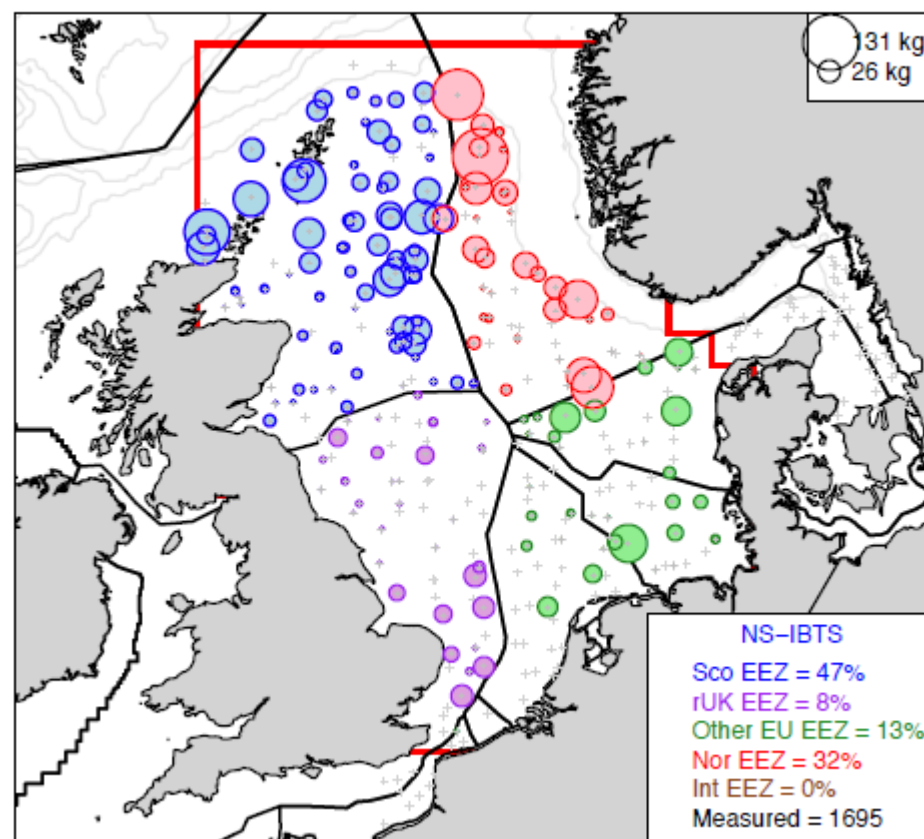 131 kg
26 kg
NS−IBTS
Sco EEZ = 47%
rUK EEZ = 8%
Other EU EEZ = 13%
Nor EEZ = 32%
Int EEZ = 0%
Measured = 1695